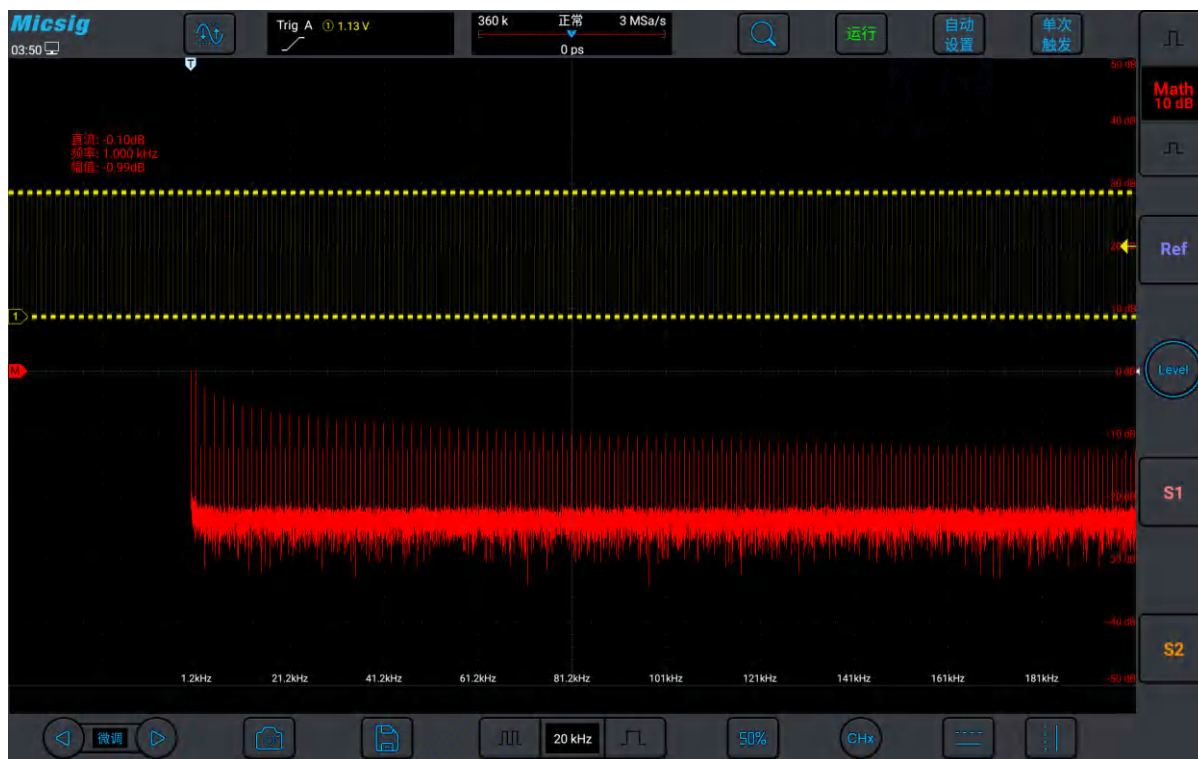 Micsig
03:50
Trig A ① 1.13 V
360 k 正常 3 MSa/s
0 ps
运行
自动
设置
单次
触发
T
50 dB
Math
10 dB
40 dB
直流: -0.10dB
频率: 1.000 kHz
幅值: -0.99dB
30 dB
20 dB
Ref
10 dB
1
M
0 dB
Level
-10 dB
-20 dB
S1
-30 dB
-40 dB
S2
1.2kHz 21.2kHz 41.2kHz 61.2kHz 81.2kHz 101kHz 121kHz 141kHz 161kHz 181kHz -50 dB
微调
20 kHz
50%
CHx